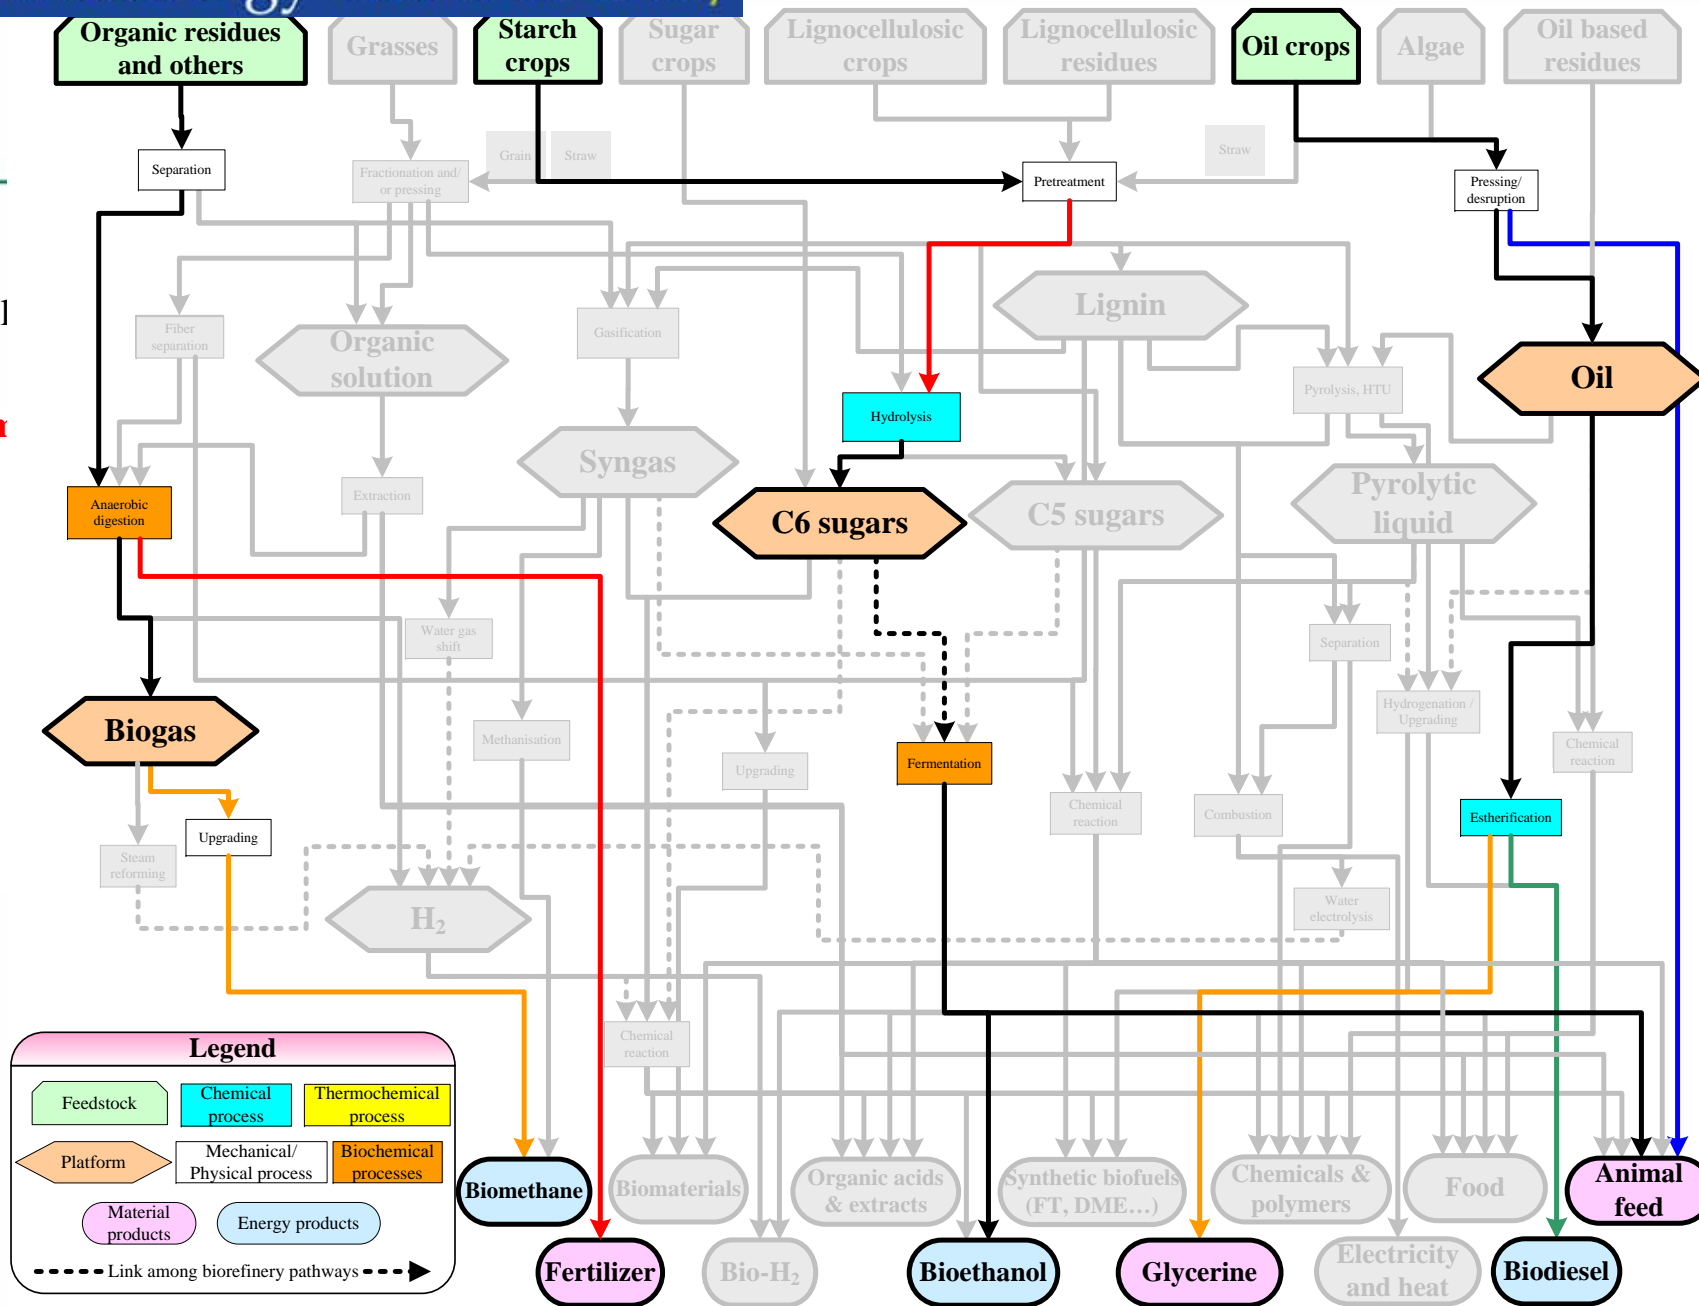 Organic residues
and others
Grasses
Starch
crops
Sugar
crops
Lignocellulosic
crops
Lignocellulosic
residues
Oil crops
Algae
Oil based
residues
Separation
Fractionation and/
or pressing
Grain
Straw
Pretreatment
Straw
Pressing/
desruption
Fiber
separation
Organic
solution
Gasification
Lignin
Pyrolysis, HTU
Oil
Hydrolysis
Anaerobic
digestion
Extraction
Syngas
C6 sugars
C5 sugars
Pyrolytic
liquid
Water gas
shift
Separation
Biogas
Methanisation
Upgrading
Fermentation
Hydrogenation /
Upgrading
Chemical
reaction
Upgrading
Steam
reforming
Chemical
reaction
Combustion
Estherification
H2
Water
electrolysis
Chemical
reaction
Legend
Feedstock
Chemical
process
Thermochemical
process
Platform
Mechanical/
Physical process
Biochemical
processes
Material
products
Energy products
Link among biorefinery pathways
Biomethane
Biomaterials
Organic acids
& extracts
Synthetic biofuels
(FT, DME…)
Chemicals &
polymers
Food
Animal
feed
Fertilizer
Bio-H2
Bioethanol
Glycerine
Electricity
and heat
Biodiesel